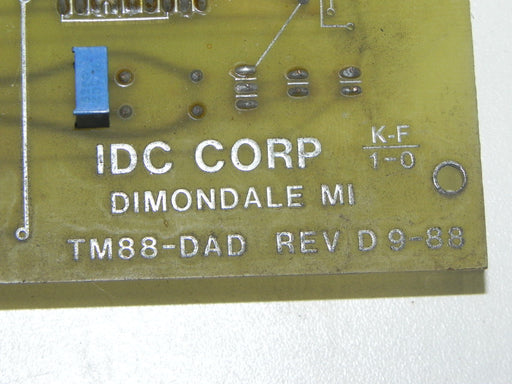 IDC CORP
K-F
1-0
DIMONDALE MI
TM88-DAD REV D 9-88